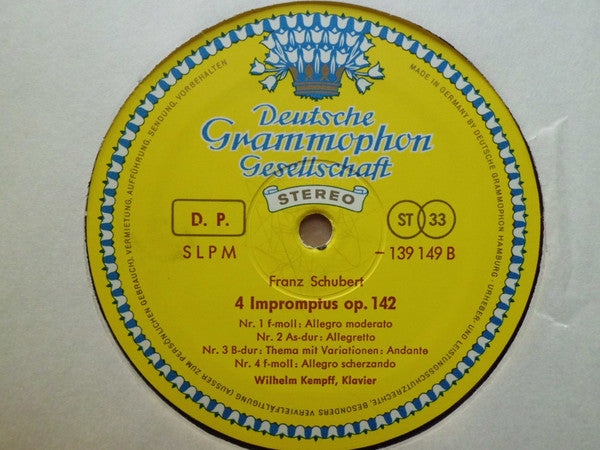 Deutsche
Grammophon
Gesellschaft
STEREO
D. P.
ST 33
SLPM
– 139 149 B
Franz Schubert
4 Impromptus op. 142
Nr. 1 f-moll: Allegro moderato
Nr. 2 As-dur: Allegretto
Nr. 3 B-dur: Thema mit Variationen: Andante
Nr. 4 f-moll: Allegro scherzando
Wilhelm Kempff, Klavier
MADE IN GERMANY BY DEUTSCHE GRAMMOPHON HAMBURG · URHEBER- UND LEISTUNGSSCHUTZRECHTE, BESONDERS VERVIELFÄLTIGUNG (AUSSER ZUM PERSÖNLICHEN GEBRAUCH), VERMIETUNG, AUFFÜHRUNG, SENDUNG, VORBEHALTEN